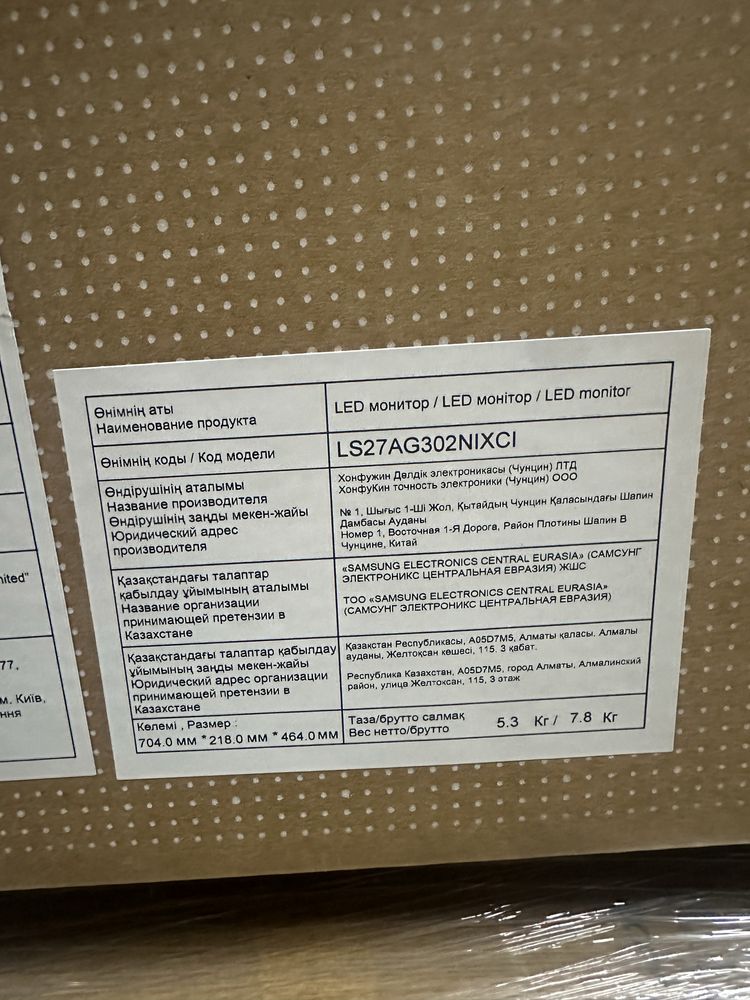 Өнімнің аты
Наименование продукта
LED монитор / LED монітор / LED monitor
Өнімнің коды / Код модели
LS27AG302NIXCI
Өндірушінің аталымы
Название производителя
Өндірушінің заңды мекен-жайы
Юридический адрес
производителя
Хонфужин Дәлдік электроникасы (Чунцин) ЛТД
ХонфуКин точность электроники (Чунцин) ООО
№ 1, Шығыс 1-Ші Жол, Қытайдың Чунцин Қаласындағы Шапин
Дамбасы Ауданы
Номер 1, Восточная 1-Я Дорога, Район Плотины Шапин В
Чунцине, Китай
Қазақстандағы талаптар
қабылдау ұйымының аталымы
Название организации
принимающей претензии в
Казахстане
«SAMSUNG ELECTRONICS CENTRAL EURASIA» (САМСУНГ
ЭЛЕКТРОНИКС ЦЕНТРАЛЬНАЯ ЕВРАЗИЯ) ЖШС
ТОО «SAMSUNG ELECTRONICS CENTRAL EURASIA»
(САМСУНГ ЭЛЕКТРОНИКС ЦЕНТРАЛЬНАЯ ЕВРАЗИЯ)
Қазақстандағы талаптар қабылдау
ұйымының заңды мекен-жайы
Юридический адрес организации
принимающей претензии в
Казахстане
Қазақстан Республикасы, A05D7M5, Алматы қаласы. Алмалы
ауданы, Желтоқсан көшесі, 115. 3 қабат.
Республика Казахстан, A05D7M5, город Алматы, Алмалинский
район, улица Желтоксан, 115, 3 этаж
Көлемі , Размер :
704.0 мм * 218.0 мм * 464.0 мм
Таза/брутто салмақ
Вес нетто/брутто
5.3 Кг / 7.8 Кг
77,
м. Київ,